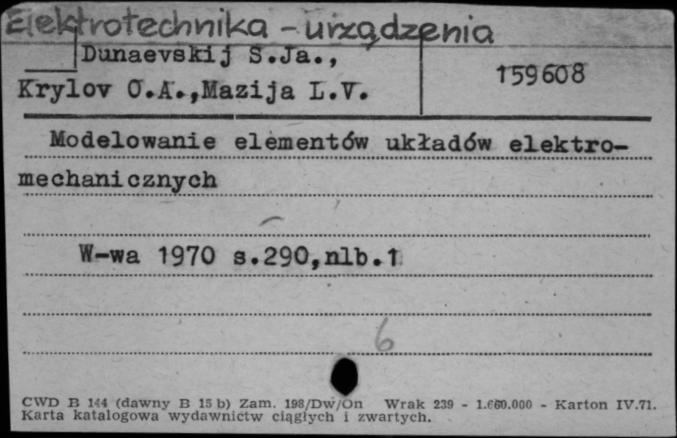 Elektrotechnika - urządzenia
Dunaevskij S.Ja.,
159608
Krylov O.A.,Mazija L.V.
Modelowanie elementów układów elektro-
mechanicznych
W-wa 1970 s.290,nlb.1
6
CWD B 144 (dawny B 15 b) Zam. 198/Dw/On Wrak 239 - 1.660.000 - Karton IV.71.
Karta katalogowa wydawnictw ciągłych i zwartych.